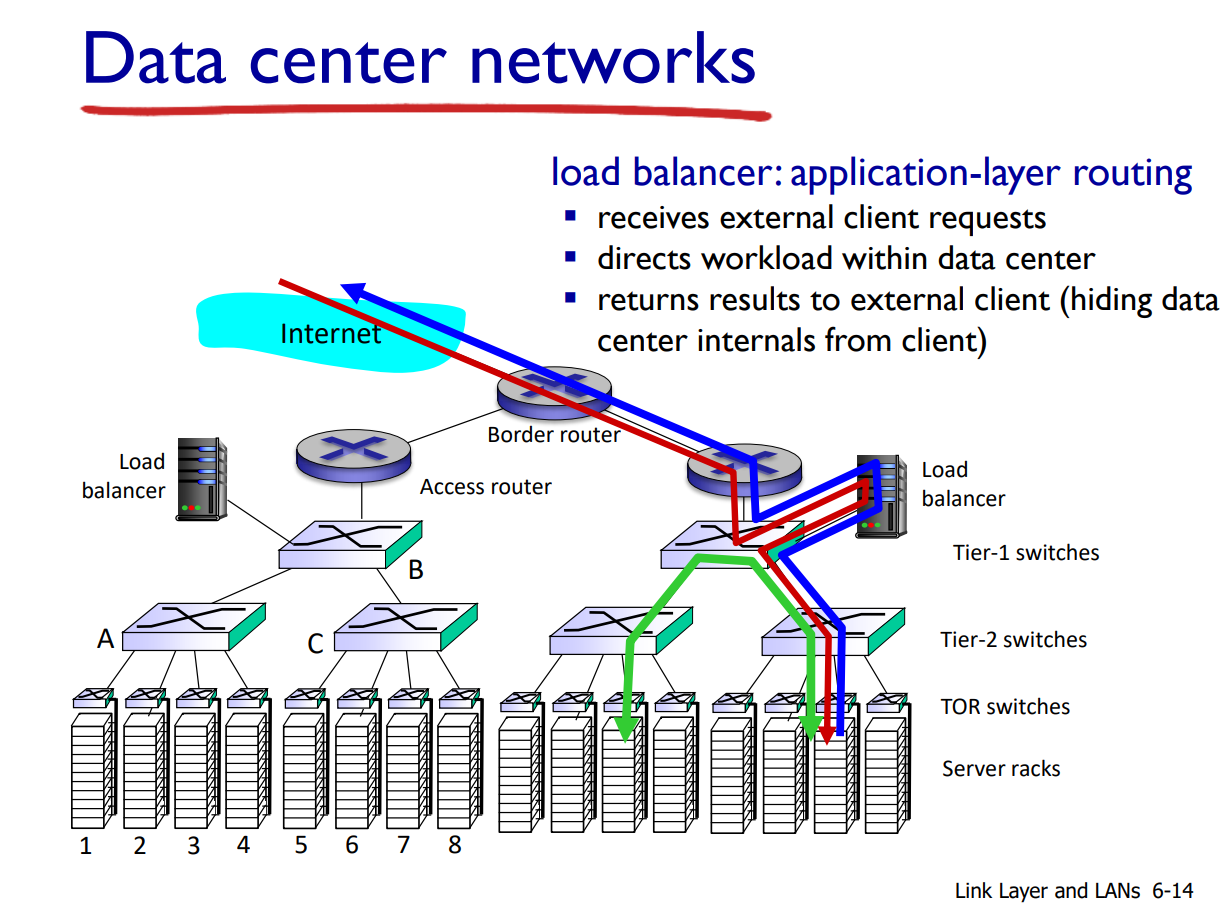 Data center networks
load balancer: application-layer routing
▪ receives external client requests
▪ directs workload within data center
▪ returns results to external client (hiding data
center internals from client)
Internet
Border router
Load
balancer
Access router
Load
balancer
Tier-1 switches
B
A
C
Tier-2 switches
TOR switches
Server racks
1 2 3 4 5 6 7 8
Link Layer and LANs 6-14